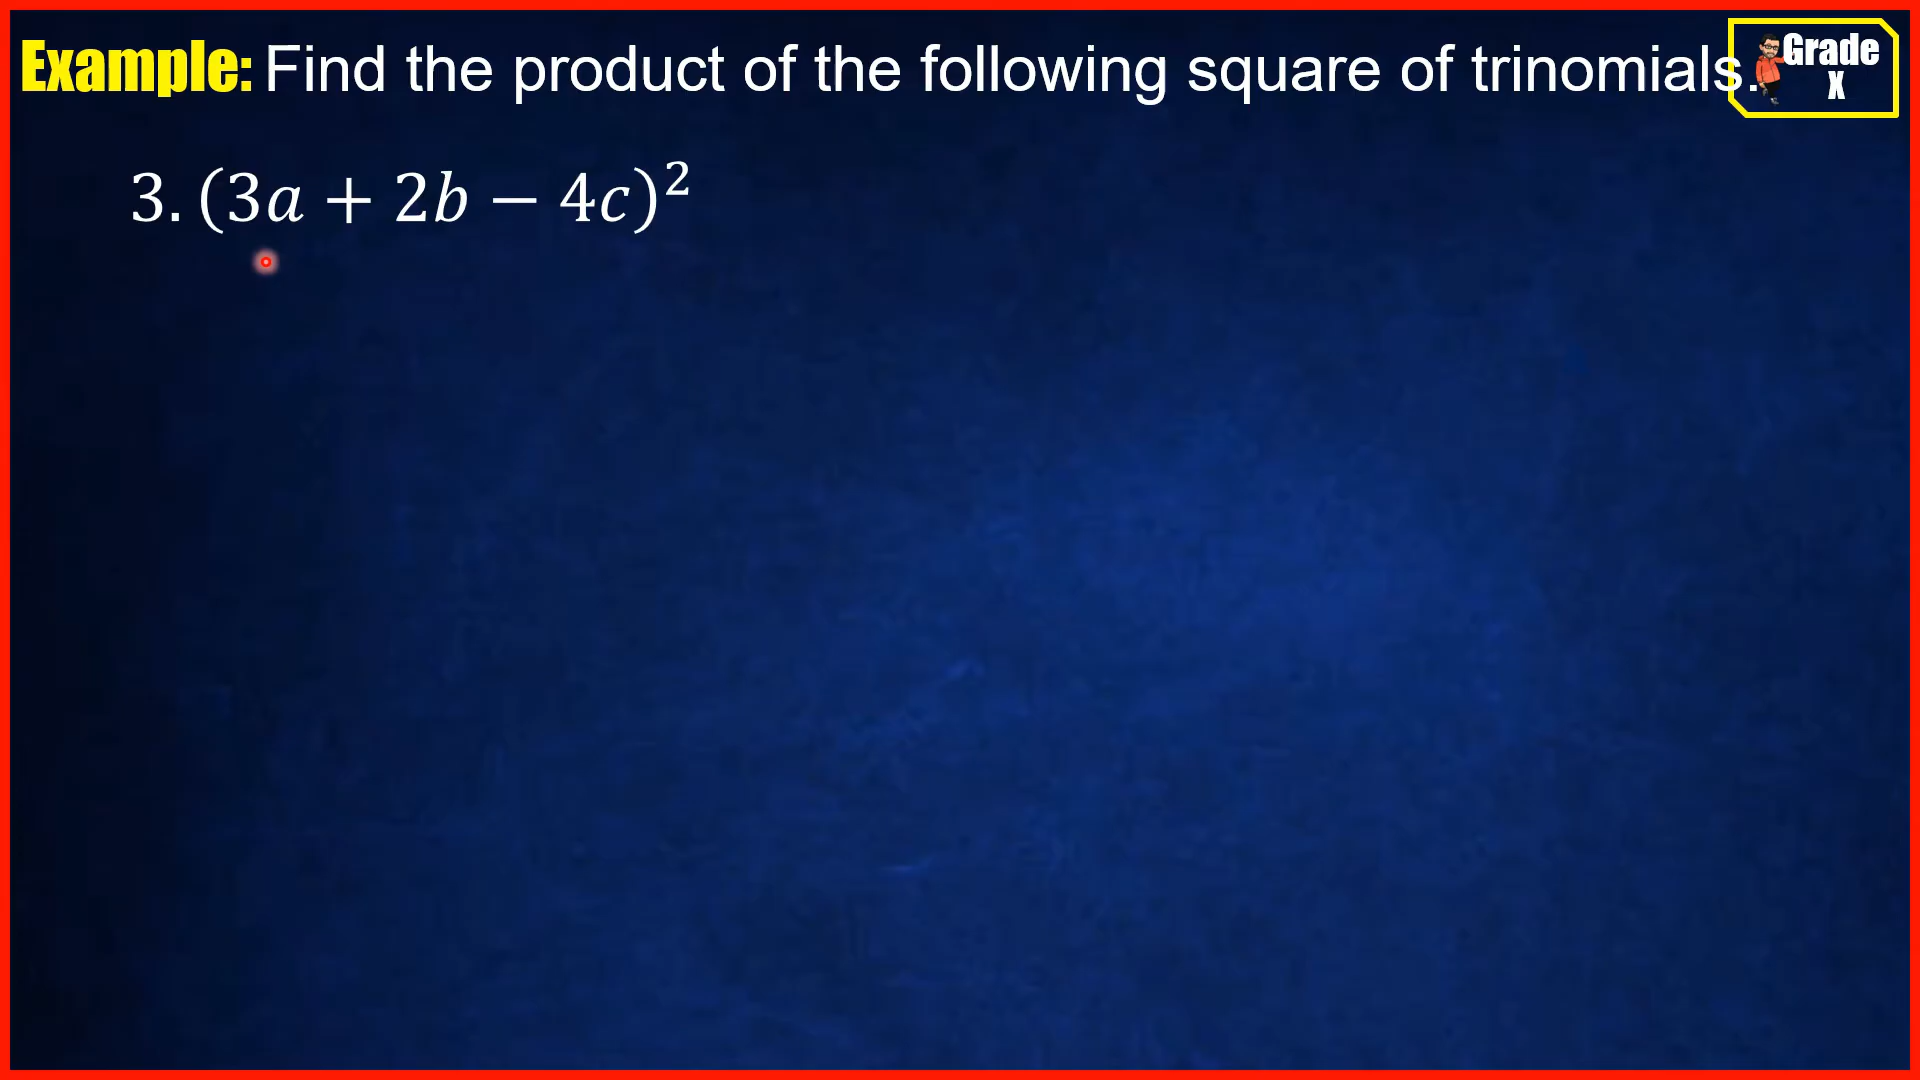 Example: Find the product of the following square of trinomials.
Grade
X
3. (3a + 2b − 4c)²